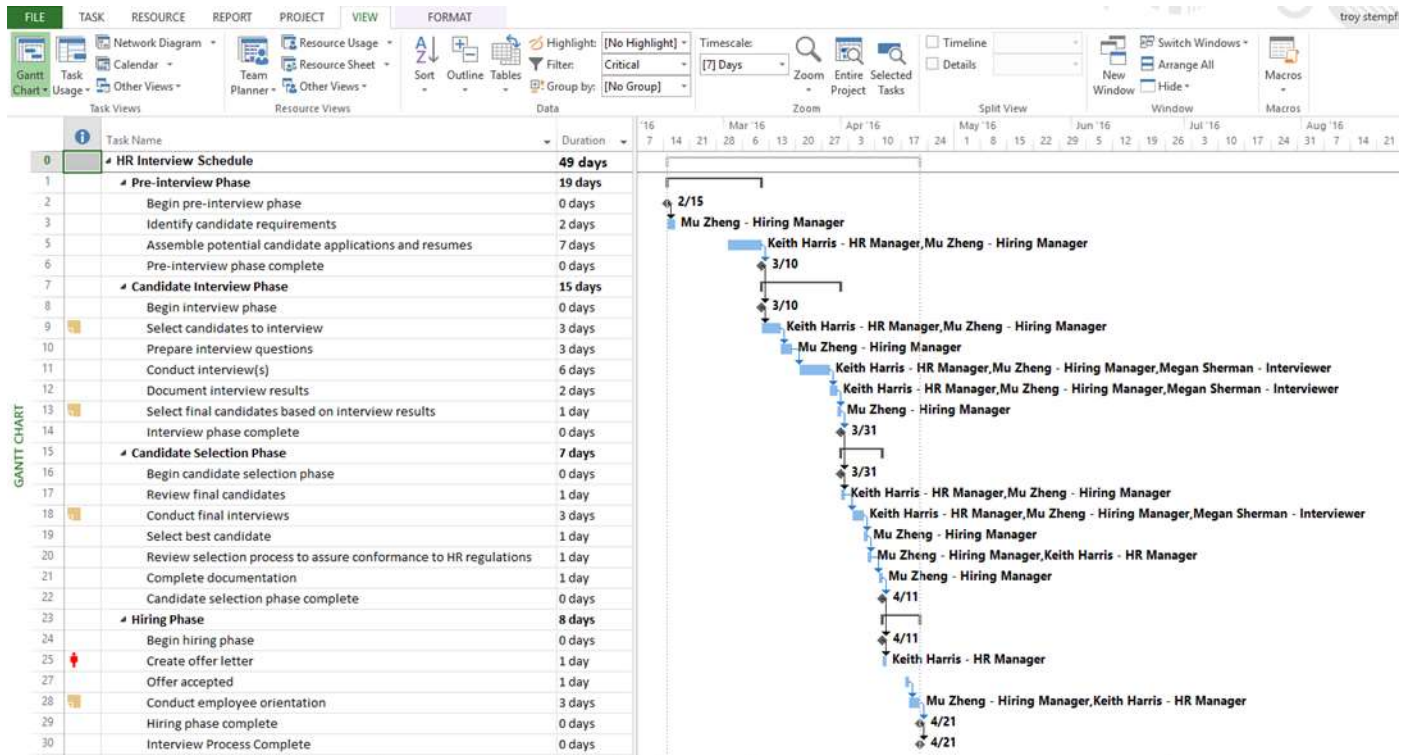 FILE TASK RESOURCE REPORT PROJECT VIEW FORMAT troy stempf
Network Diagram Resource Usage Highlight: [No Highlight] Timescale: Timeline Switch Windows
Calendar Resource Sheet Filter: Critical [7] Days Details Arrange All
Other Views Other Views Group by: [No Group] Hide
Gantt Chart Task Usage Team Planner Sort Outline Tables Zoom Entire Project Selected Tasks New Window Macros
Task Views Resource Views Data Zoom Split View Window Macros
Task Name Duration '16 Mar '16 Apr '16 May '16 Jun '16 Jul '16 Aug '16
7 14 21 28 6 13 20 27 3 10 17 24 1 8 15 22 29 5 12 19 26 3 10 17 24 31 7 14 21
0 HR Interview Schedule 49 days
1 Pre-interview Phase 19 days
2 Begin pre-interview phase 0 days 2/15
3 Identify candidate requirements 2 days Mu Zheng - Hiring Manager
5 Assemble potential candidate applications and resumes 7 days Keith Harris - HR Manager,Mu Zheng - Hiring Manager
6 Pre-interview phase complete 0 days 3/10
7 Candidate Interview Phase 15 days
8 Begin interview phase 0 days 3/10
9 Select candidates to interview 3 days Keith Harris - HR Manager,Mu Zheng - Hiring Manager
10 Prepare interview questions 3 days Mu Zheng - Hiring Manager
11 Conduct interview(s) 6 days Keith Harris - HR Manager,Mu Zheng - Hiring Manager,Megan Sherman - Interviewer
12 Document interview results 2 days Keith Harris - HR Manager,Mu Zheng - Hiring Manager,Megan Sherman - Interviewer
13 Select final candidates based on interview results 1 day Mu Zheng - Hiring Manager
14 Interview phase complete 0 days 3/31
15 Candidate Selection Phase 7 days
16 Begin candidate selection phase 0 days 3/31
17 Review final candidates 1 day Keith Harris - HR Manager,Mu Zheng - Hiring Manager
18 Conduct final interviews 3 days Keith Harris - HR Manager,Mu Zheng - Hiring Manager,Megan Sherman - Interviewer
19 Select best candidate 1 day Mu Zheng - Hiring Manager
20 Review selection process to assure conformance to HR regulations 1 day Mu Zheng - Hiring Manager,Keith Harris - HR Manager
21 Complete documentation 1 day Mu Zheng - Hiring Manager
22 Candidate selection phase complete 0 days 4/11
23 Hiring Phase 8 days
24 Begin hiring phase 0 days 4/11
25 Create offer letter 1 day Keith Harris - HR Manager
27 Offer accepted 1 day
28 Conduct employee orientation 3 days Mu Zheng - Hiring Manager,Keith Harris - HR Manager
29 Hiring phase complete 0 days 4/21
30 Interview Process Complete 0 days 4/21
GANTT CHART